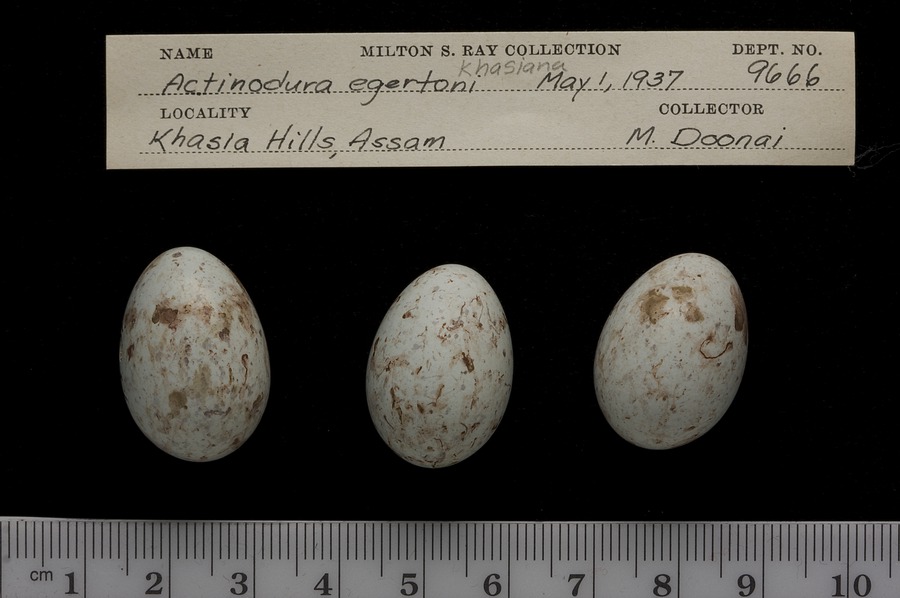 NAME MILTON S. RAY COLLECTION DEPT. NO.
khasiana
Actinodura egertoni May 1, 1937 9666
LOCALITY COLLECTOR
Khasia Hills, Assam M. Doonai
cm 1 2 3 4 5 6 7 8 9 10